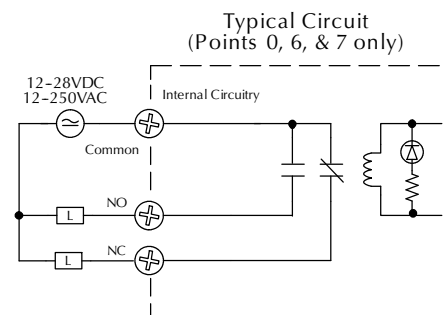 Typical Circuit
(Points 0, 6, & 7 only)
12–28VDC
12–250VAC
Internal Circuitry
Common
NO
L
NC
L